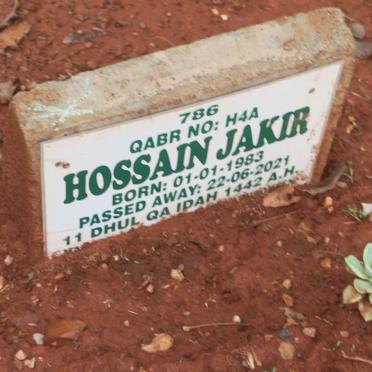 786
QABR NO: H4A
HOSSAIN JAKIR
BORN: 01-01-1983
PASSED AWAY: 22-06-2021
11 DHUL QA IDAH 1442 A.H.